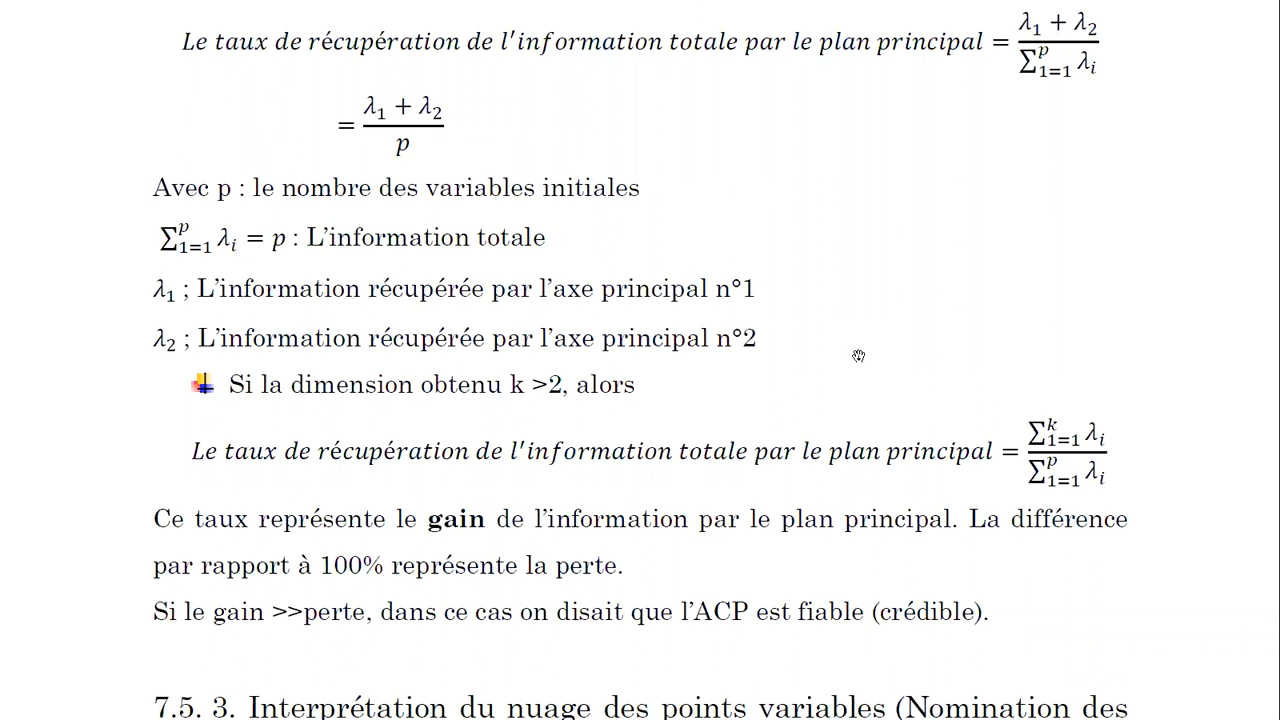 Le taux de récupération de l'information totale par le plan principal = (λ₁ + λ₂) / (∑₁₌₁ᵖ λᵢ)
= (λ₁ + λ₂) / p
Avec p : le nombre des variables initiales
∑₁₌₁ᵖ λᵢ = p : L'information totale
λ₁ ; L'information récupérée par l'axe principal n°1
λ₂ ; L'information récupérée par l'axe principal n°2
Si la dimension obtenu k >2, alors
Le taux de récupération de l'information totale par le plan principal = (∑₁₌₁ᵏ λᵢ) / (∑₁₌₁ᵖ λᵢ)
Ce taux représente le gain de l'information par le plan principal. La différence
par rapport à 100% représente la perte.
Si le gain >>perte, dans ce cas on disait que l'ACP est fiable (crédible).
7.5. 3. Interprétation du nuage des points variables (Nomination des